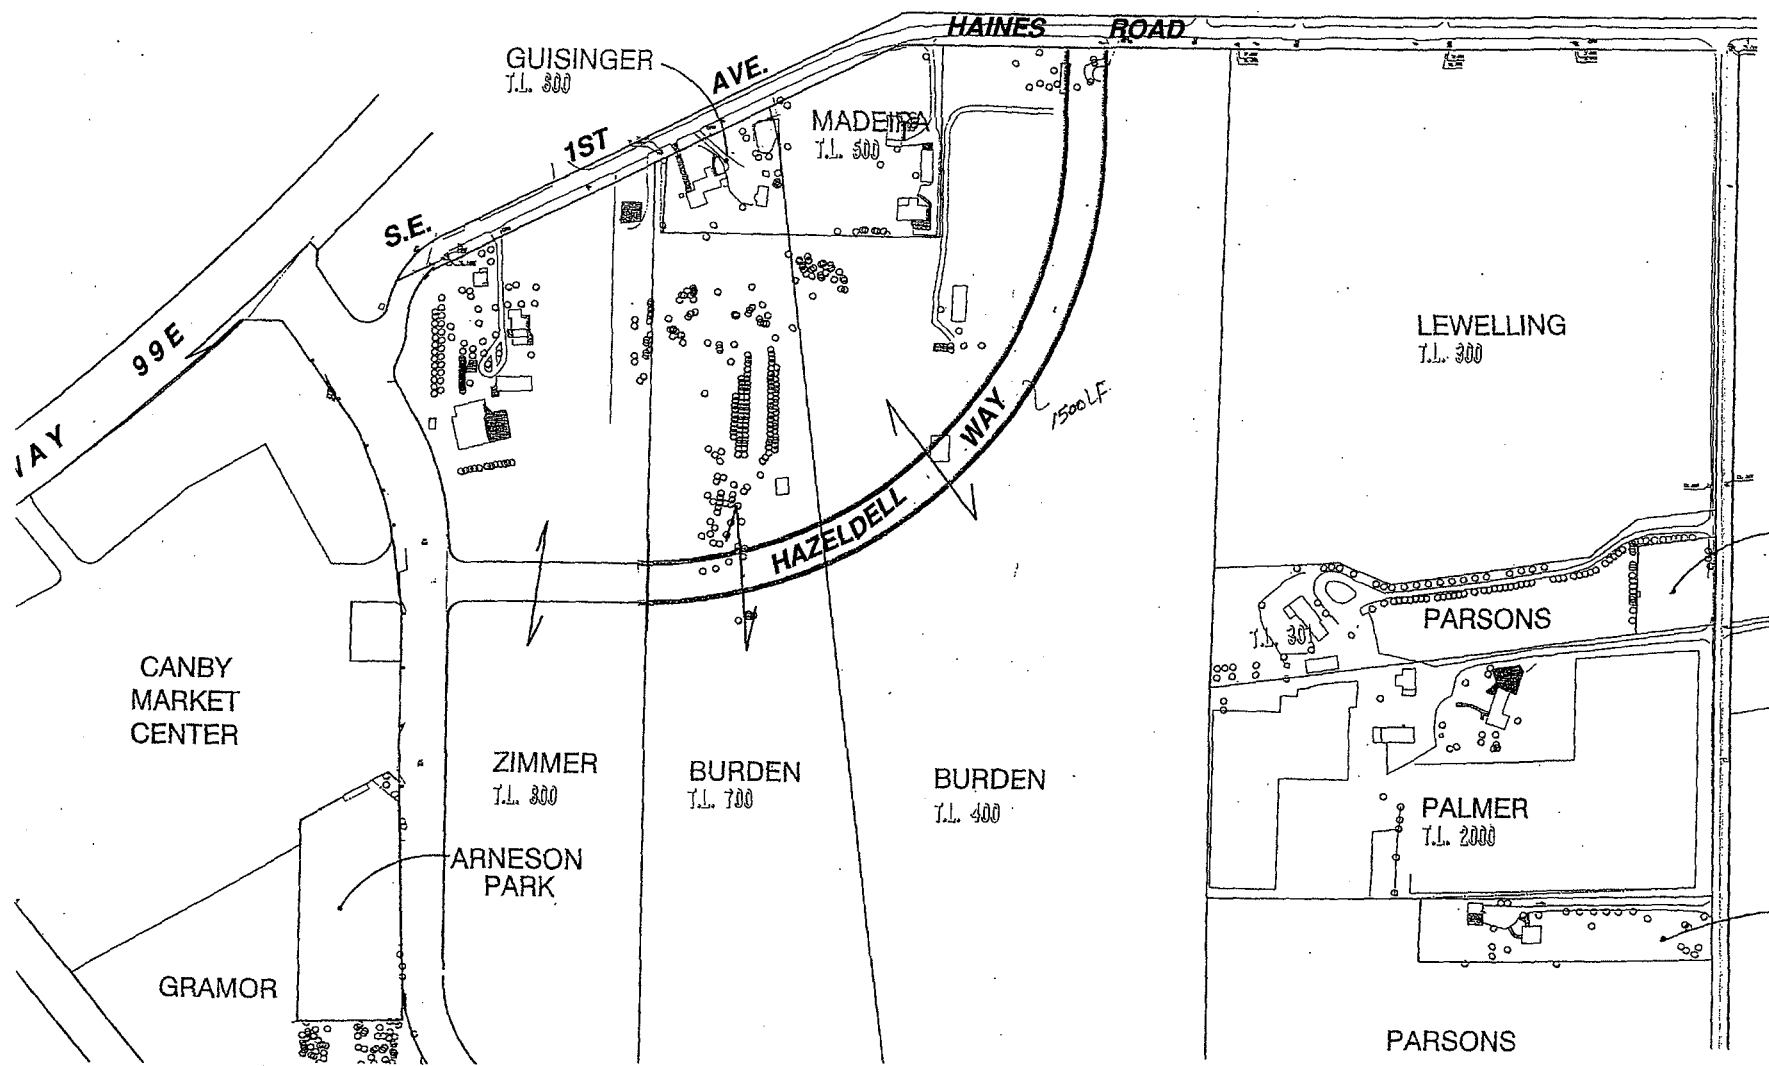 HAINES ROAD
GUISINGER
T.L. 600
AVE.
MADEIRA
T.L. 500
1ST
S.E.
99E
WAY
LEWELLING
T.L. 300
1500 LF.
WAY
HAZELDELL
PARSONS
T.L. 301
CANBY
MARKET
CENTER
ZIMMER
T.L. 800
BURDEN
T.L. 700
BURDEN
T.L. 400
PALMER
T.L. 2000
ARNESON
PARK
GRAMOR
PARSONS